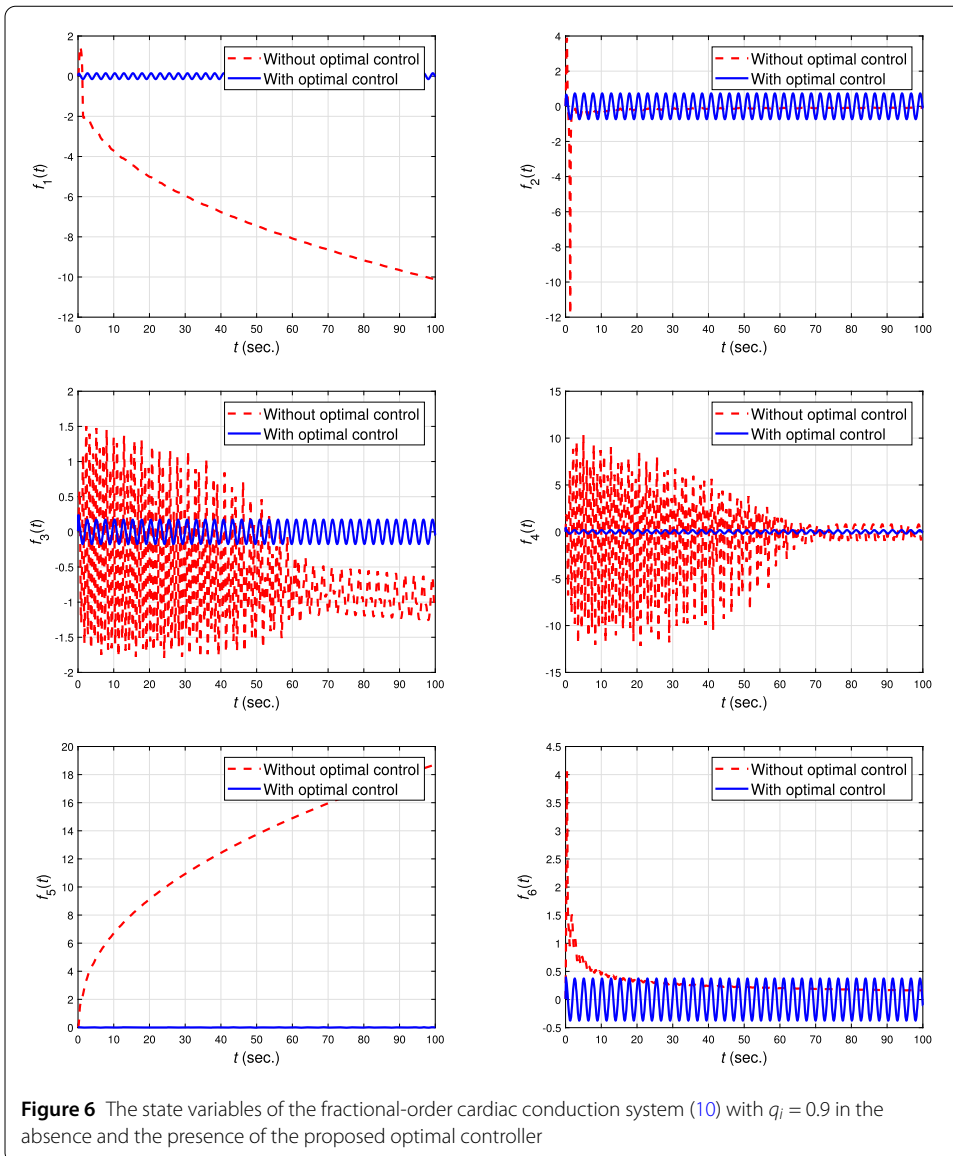 2
0
-2
-4
-6
-8
-10
-12
f1(t)
Without optimal control
With optimal control
0 10 20 30 40 50 60 70 80 90 100
t (sec.)
4
2
0
-2
-4
-6
-8
-10
-12
f2(t)
Without optimal control
With optimal control
0 10 20 30 40 50 60 70 80 90 100
t (sec.)
2
1.5
1
0.5
0
-0.5
-1
-1.5
-2
f3(t)
Without optimal control
With optimal control
0 10 20 30 40 50 60 70 80 90 100
t (sec.)
15
10
5
0
-5
-10
-15
f4(t)
Without optimal control
With optimal control
0 10 20 30 40 50 60 70 80 90 100
t (sec.)
20
18
16
14
12
10
8
6
4
2
0
f5(t)
Without optimal control
With optimal control
0 10 20 30 40 50 60 70 80 90 100
t (sec.)
4.5
4
3.5
3
2.5
2
1.5
1
0.5
0
-0.5
f6(t)
Without optimal control
With optimal control
0 10 20 30 40 50 60 70 80 90 100
t (sec.)
Figure 6 The state variables of the fractional-order cardiac conduction system (10) with qi = 0.9 in the
absence and the presence of the proposed optimal controller